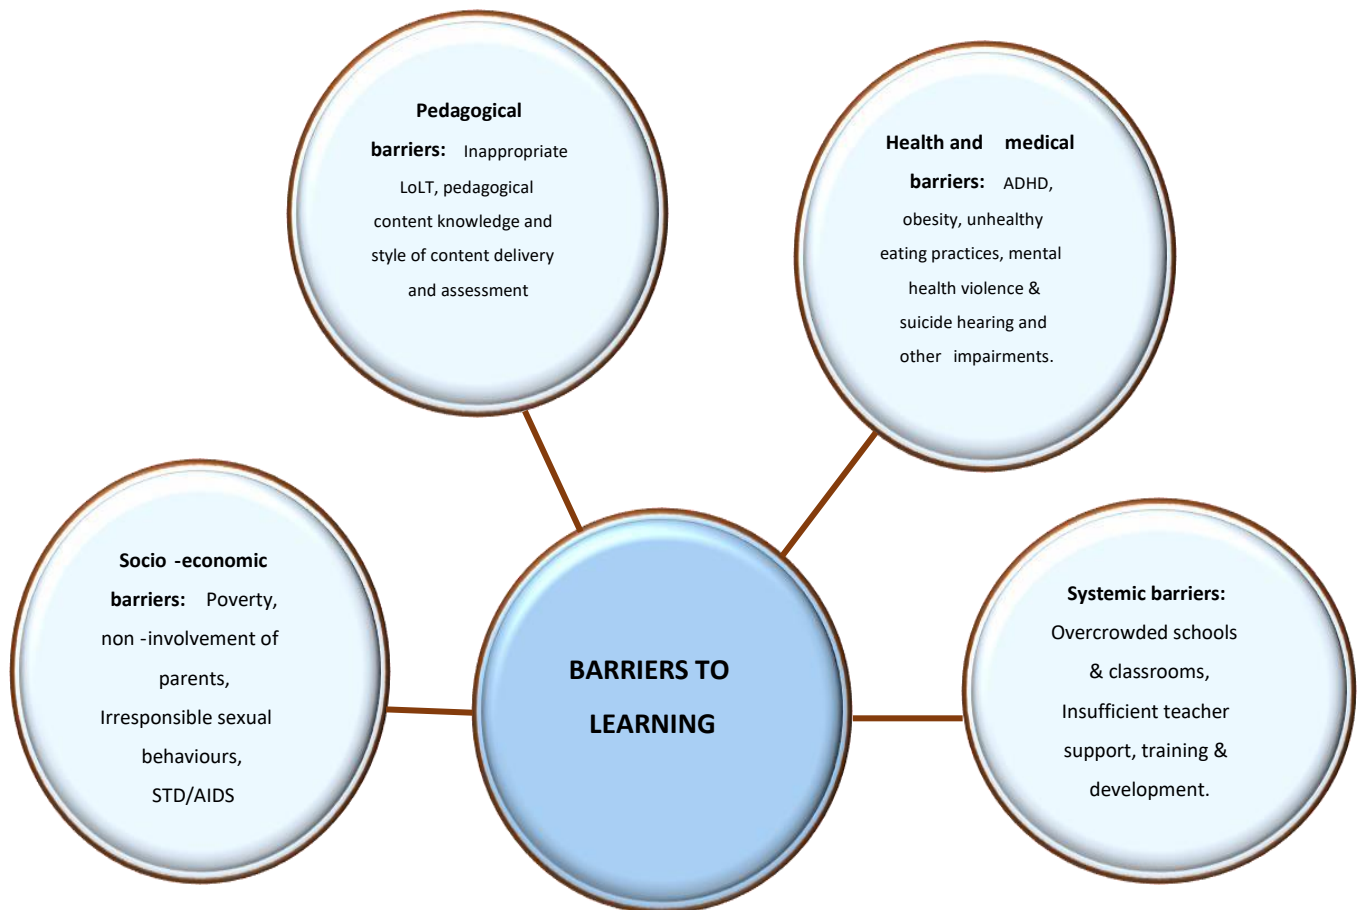 Pedagogical
barriers: Inappropriate
LoLT, pedagogical
content knowledge and
style of content delivery
and assessment
Health and medical
barriers: ADHD,
obesity, unhealthy
eating practices, mental
health violence &
suicide hearing and
other impairments.
Socio -economic
barriers: Poverty,
non -involvement of
parents,
Irresponsible sexual
behaviours,
STD/AIDS
BARRIERS TO
LEARNING
Systemic barriers:
Overcrowded schools
& classrooms,
Insufficient teacher
support, training &
development.